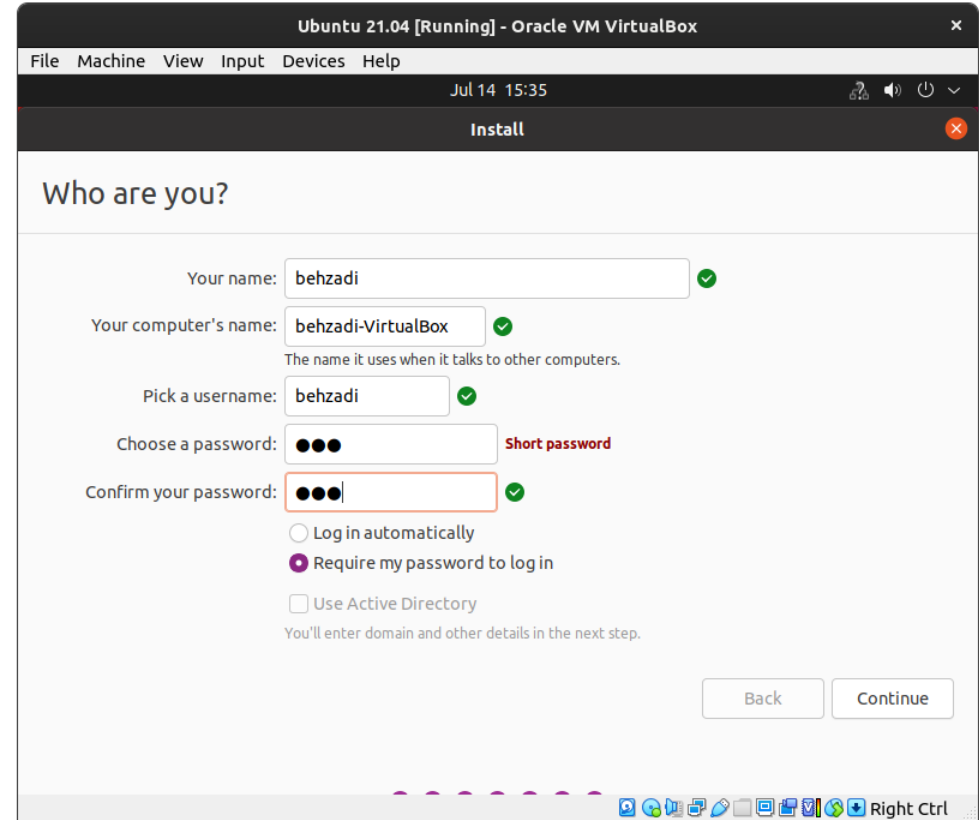 Ubuntu 21.04 [Running] - Oracle VM VirtualBox
File Machine View Input Devices Help
Jul 14 15:35
Install
Who are you?
Your name: behzadi
Your computer's name: behzadi-VirtualBox
The name it uses when it talks to other computers.
Pick a username: behzadi
Choose a password: ●●● Short password
Confirm your password: ●●●
Log in automatically
Require my password to log in
Use Active Directory
You'll enter domain and other details in the next step.
Back Continue
Right Ctrl